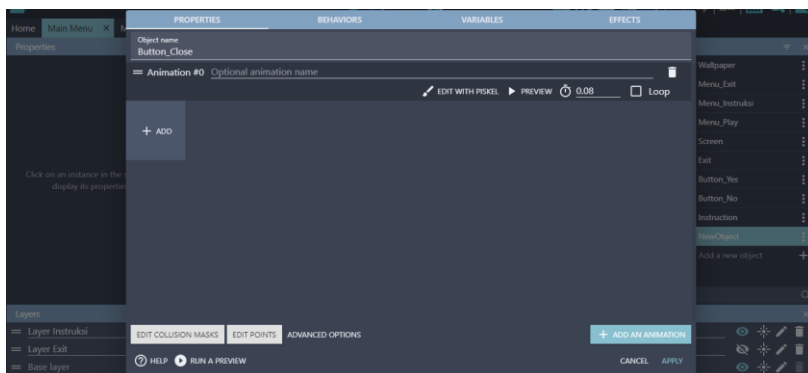 PROPERTIES BEHAVIORS VARIABLES EFFECTS
Home Main Menu × M
Properties
Object name
Button_Close
Animation #0 Optional animation name
EDIT WITH PISKEL PREVIEW 0.08 Loop
+ ADD
Click on an instance in the
display its properties
Wallpaper
Menu_Exit
Menu_Instruksi
Menu_Play
Screen
Exit
Button_Yes
Button_No
Instruction
NewObject
Add a new object +
Layers
Layer Instruksi
Layer Exit
Base layer
EDIT COLLISION MASKS EDIT POINTS ADVANCED OPTIONS + ADD AN ANIMATION
HELP RUN A PREVIEW CANCEL APPLY